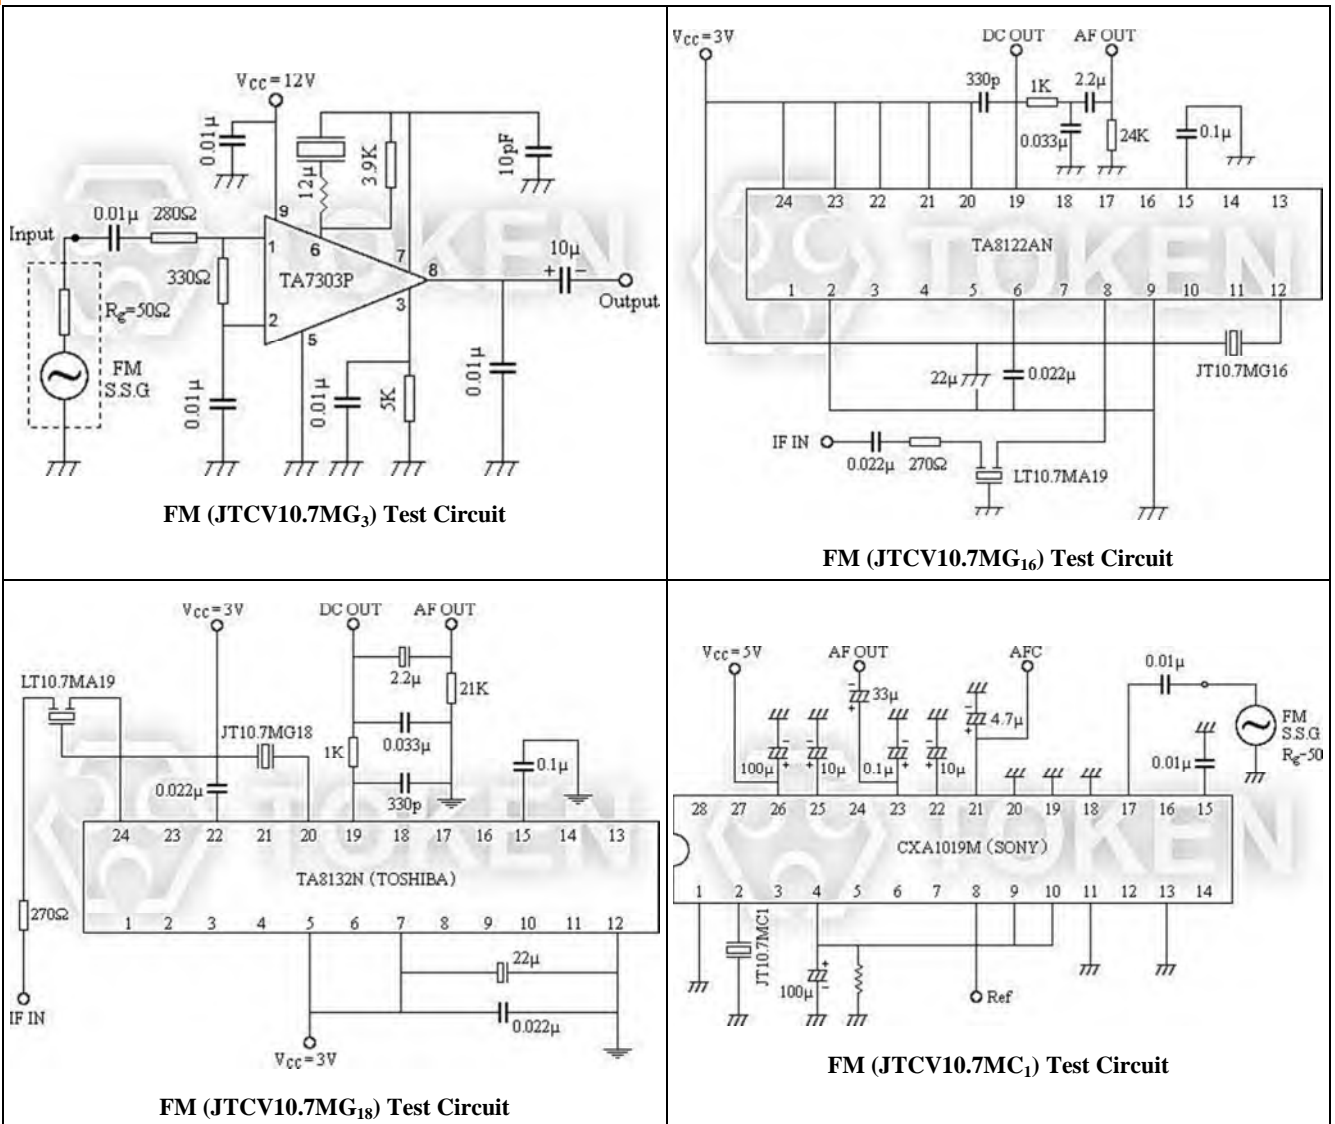 Vcc=12V
0.01μ
12μ
3.9K
10pF
Input
0.01μ
280Ω
330Ω
Rg=50Ω
FM
S.S.G
9
1
2
6
7
8
3
5
TA7303P
10μ
+ −
Output
0.01μ
0.01μ
5K
0.01μ
TOKEN
FM (JTCV10.7MG3) Test Circuit
Vcc=3V
DC OUT
AF OUT
330p
1K
2.2μ
0.033μ
24K
0.1μ
24 23 22 21 20 19 18 17 16 15 14 13
TA8122AN
TOKEN
1 2 3 4 5 6 7 8 9 10 11 12
22μ
0.022μ
JT10.7MG16
IF IN
0.022μ
270Ω
LT10.7MA19
FM (JTCV10.7MG16) Test Circuit
Vcc=3V
DC OUT
AF OUT
LT10.7MA19
2.2μ
21K
JT10.7MG18
1K
0.033μ
0.1μ
0.022μ
330p
24 23 22 21 20 19 18 17 16 15 14 13
TA8132N (TOSHIBA)
TOKEN
1 2 3 4 5 6 7 8 9 10 11 12
270Ω
22μ
IF IN
0.022μ
Vcc=3V
FM (JTCV10.7MG18) Test Circuit
Vcc=5V
AF OUT
AFC
0.01μ
33μ
4.7μ
FM
S.S.G
Rg-50
100μ
10μ
0.1μ
10μ
0.01μ
28 27 26 25 24 23 22 21 20 19 18 17 16 15
CXA1019M (SONY)
TOKEN
1 2 3 4 5 6 7 8 9 10 11 12 13 14
JT10.7MC1
100μ
Ref
FM (JTCV10.7MC1) Test Circuit